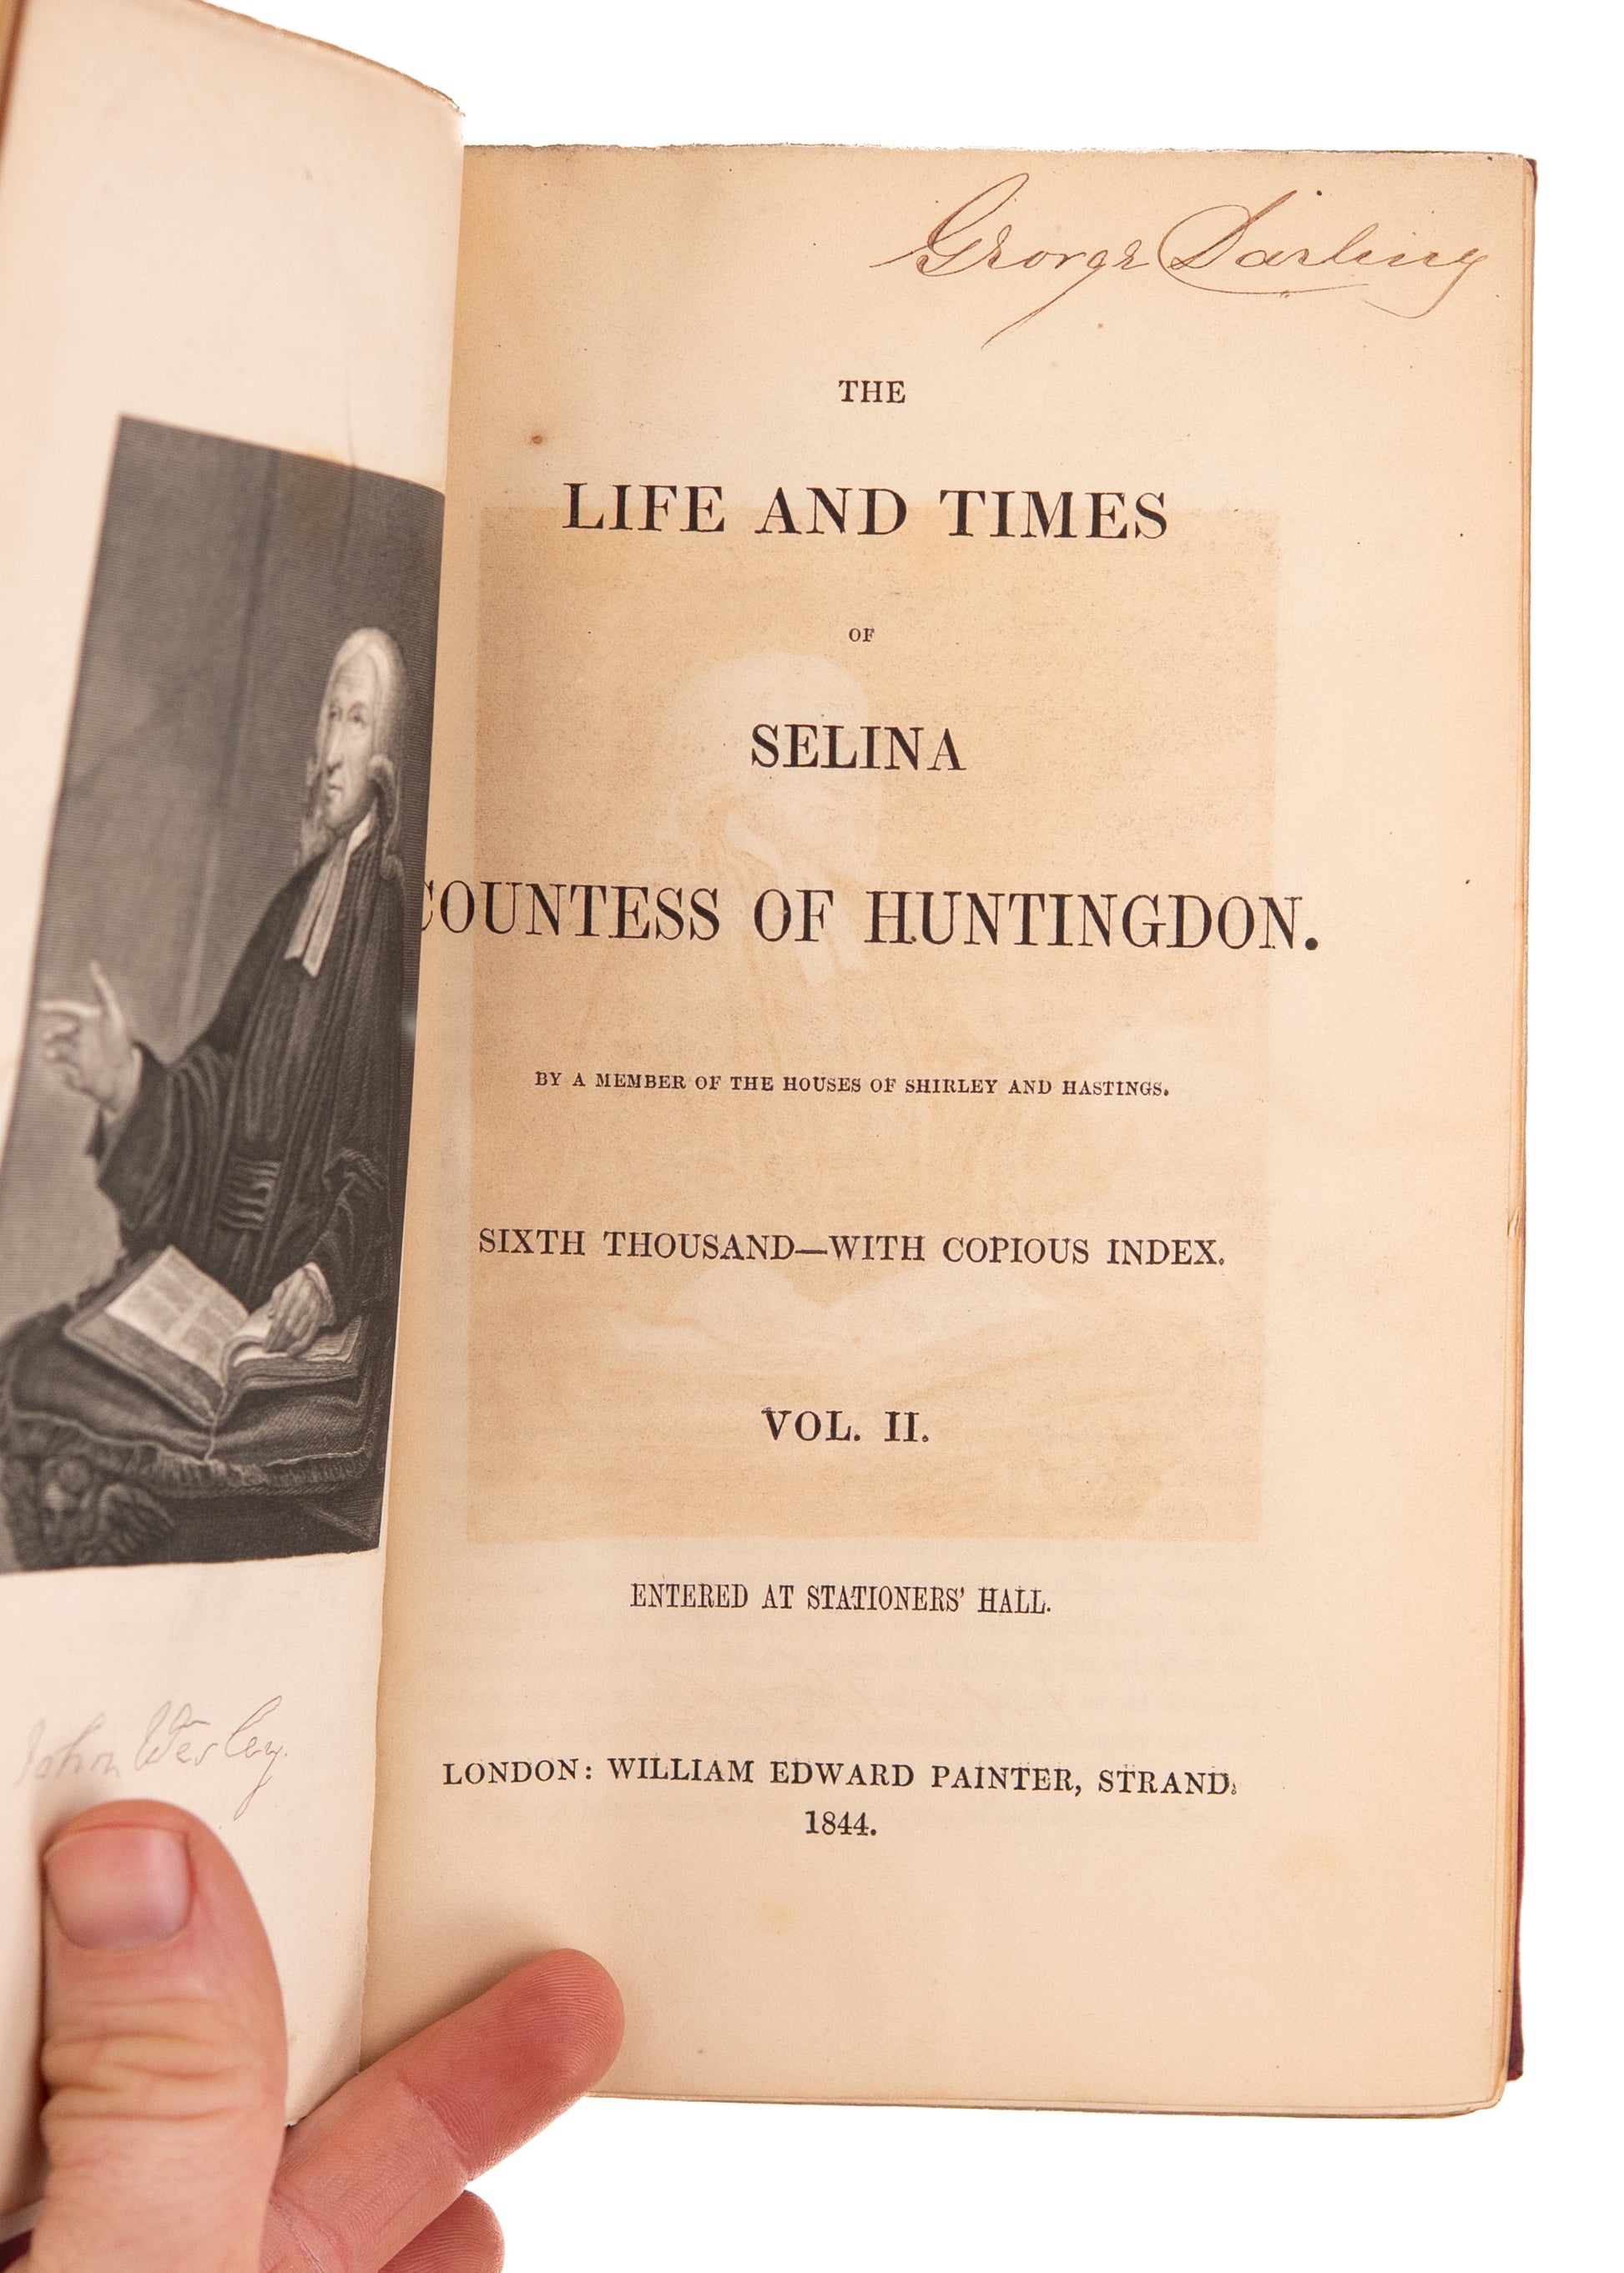 John Wesley.
George Darling
THE
LIFE AND TIMES
OF
SELINA
COUNTESS OF HUNTINGDON.
BY A MEMBER OF THE HOUSES OF SHIRLEY AND HASTINGS.
SIXTH THOUSAND—WITH COPIOUS INDEX.
VOL. II.
ENTERED AT STATIONERS' HALL.
LONDON: WILLIAM EDWARD PAINTER, STRAND.
1844.